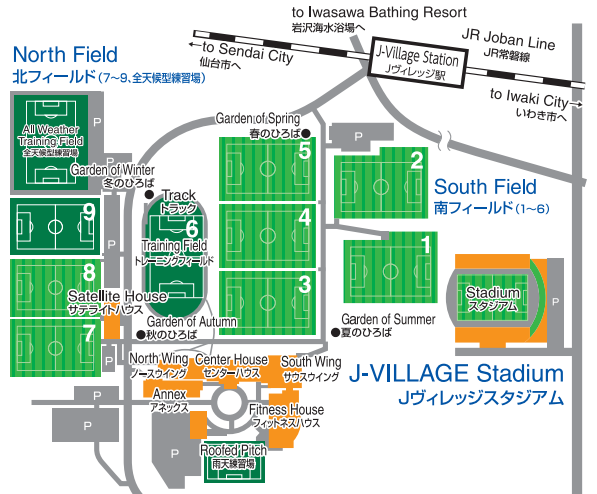 to Iwasawa Bathing Resort
岩沢海水浴場へ
North Field
北フィールド(7~9、全天候型練習場)
to Sendai City
仙台市へ
J-Village Station
Jヴィレッジ駅
JR Joban Line
JR常磐線
to Iwaki City
いわき市へ
P
All Weather
Training Field
全天候型練習場
Garden of Spring
春のひろば
P
5
2
Garden of Winter
冬のひろば
Track
トラック
South Field
南フィールド(1~6)
9
6
4
1
Training Field
トレーニングフィールド
8
3
Stadium
スタジアム
Satellite House
サテライトハウス
7
Garden of Autumn
秋のひろば
Garden of Summer
夏のひろば
P
North Wing
ノースウイング
Center House
センターハウス
South Wing
サウスウイング
J-VILLAGE Stadium
Jヴィレッジスタジアム
Annex
アネックス
Fitness House
フィットネスハウス
P
P
Roofed Pitch
雨天練習場
P